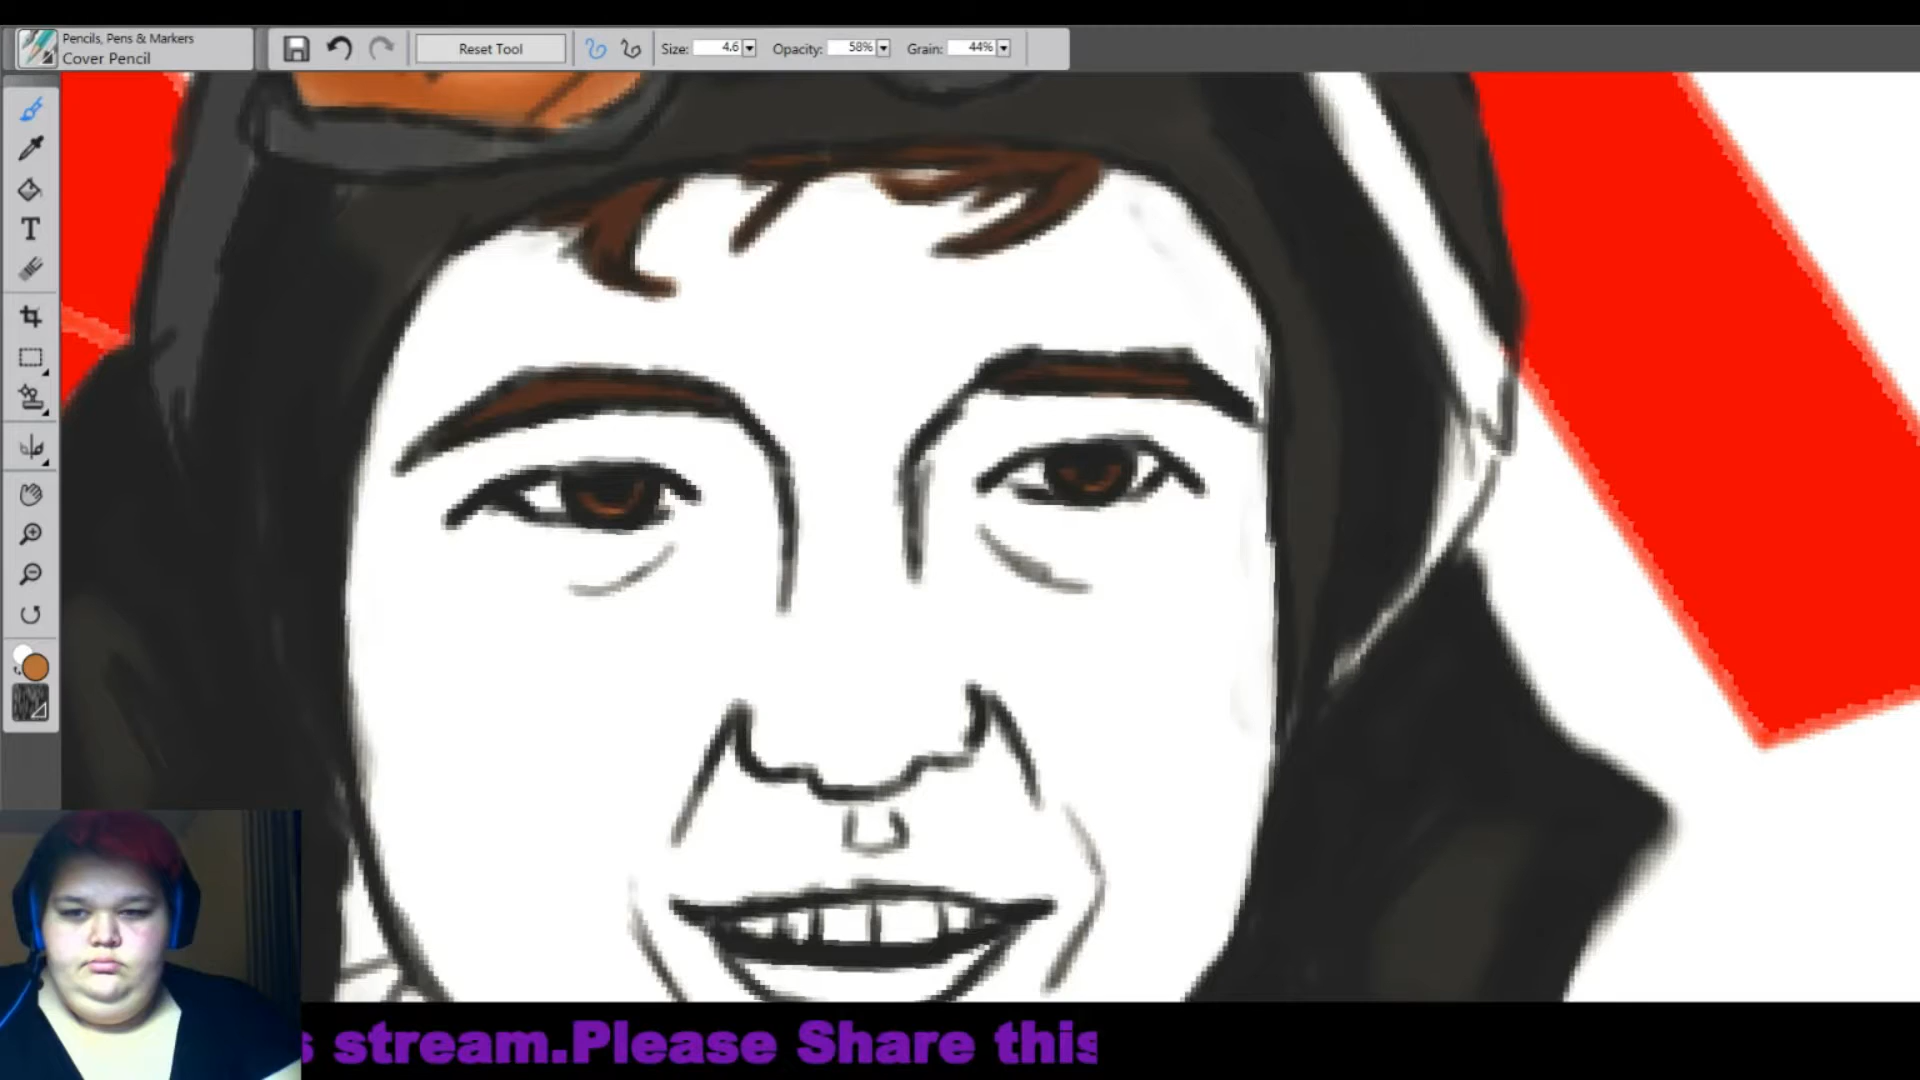 Pencils, Pens & Markers
Cover Pencil
Reset Tool
Size: 4.6
Opacity: 58%
Grain: 44%
T
s stream.Please Share this